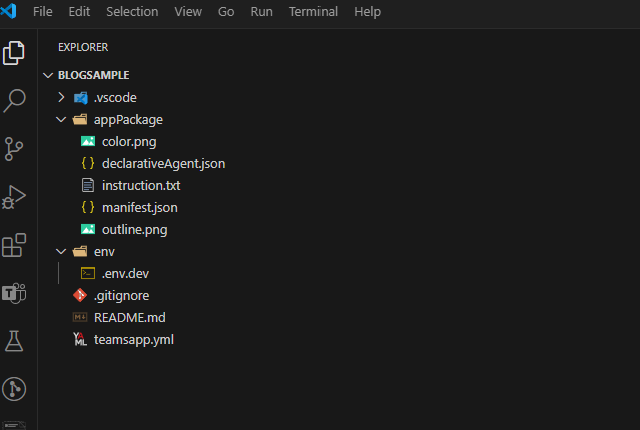 File Edit Selection View Go Run Terminal Help
EXPLORER
BLOGSAMPLE
.vscode
appPackage
color.png
declarativeAgent.json
instruction.txt
manifest.json
outline.png
env
.env.dev
.gitignore
README.md
teamsapp.yml